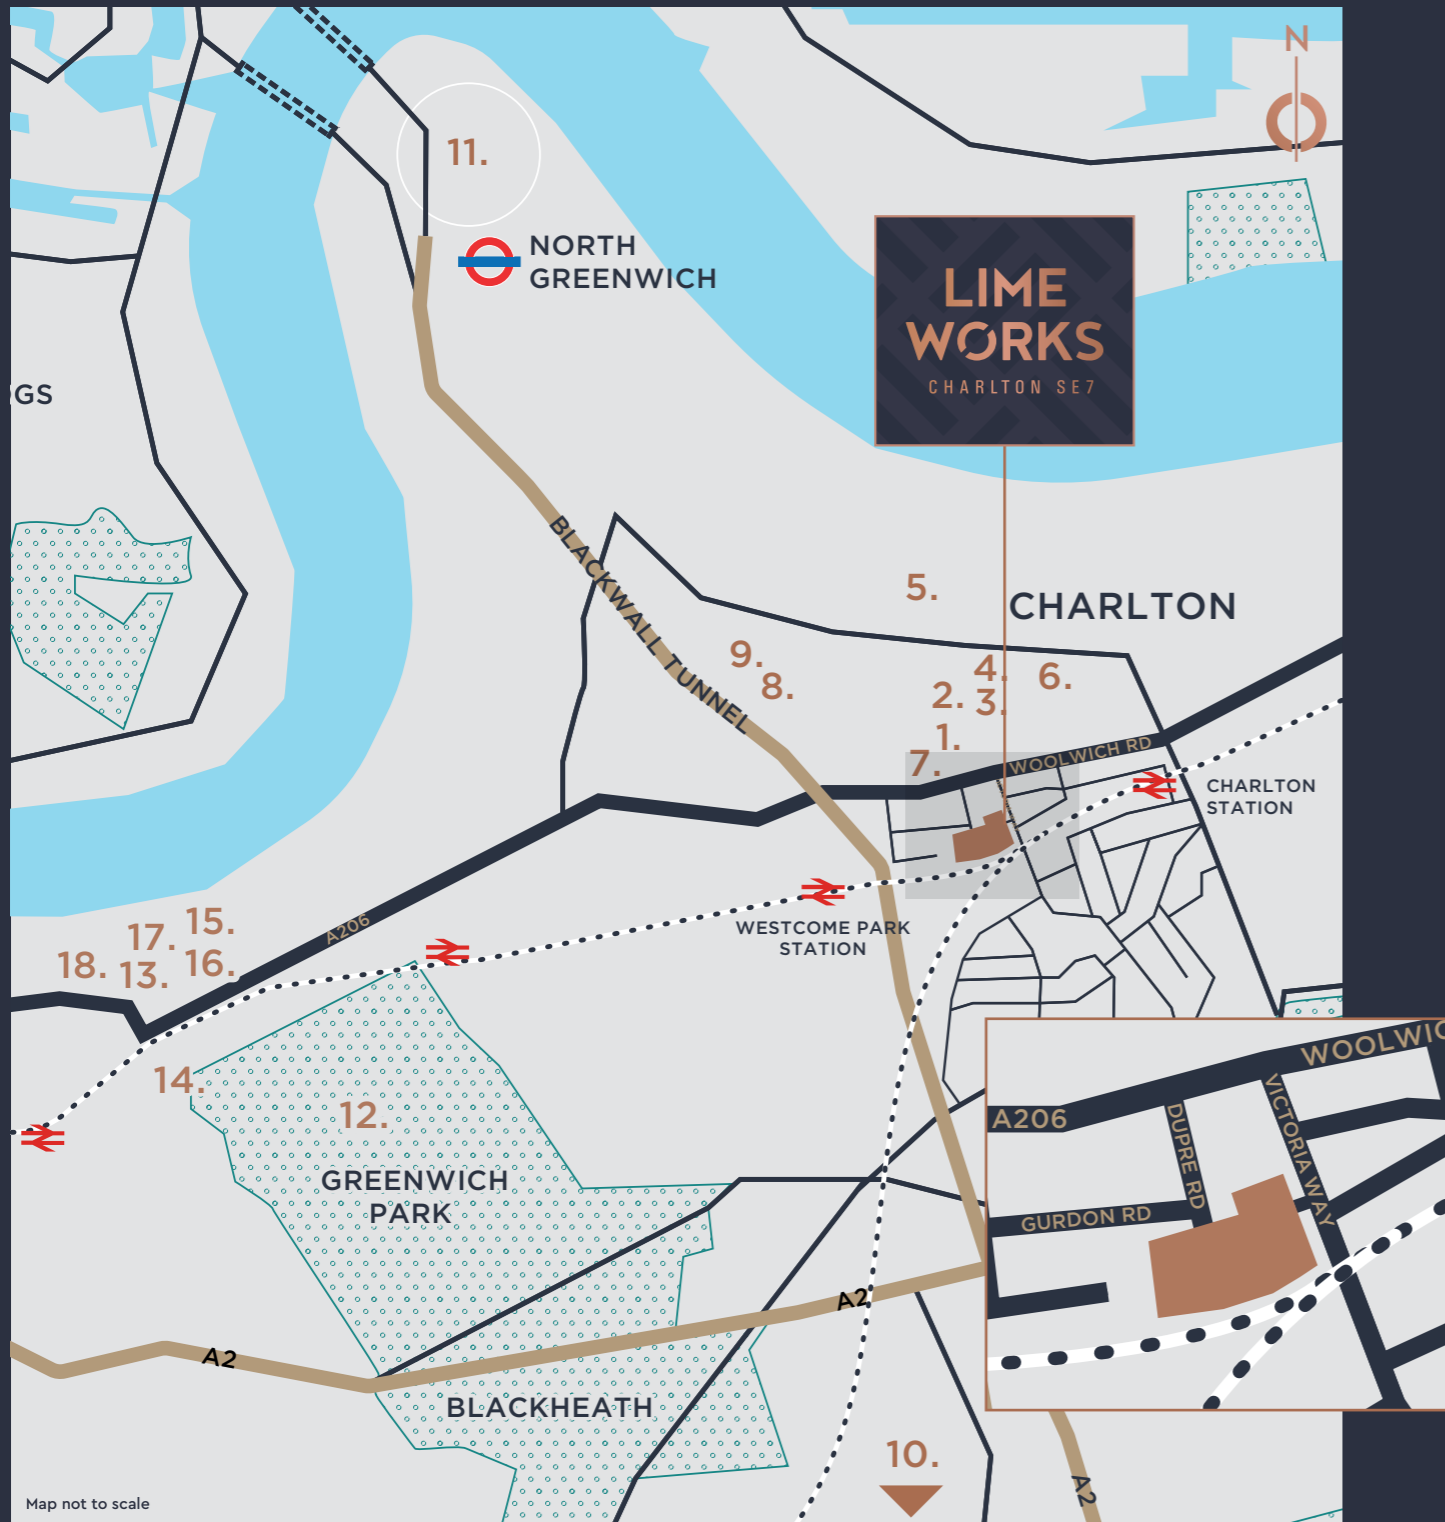 N
11.
NORTH
GREENWICH
LIME
WORKS
CHARLTON SE7
GS
BLACKWALL TUNNEL
5.
CHARLTON
9.
8.
4.
6.
2.
3.
1.
7.
WOOLWICH RD
CHARLTON
STATION
WESTCOME PARK
STATION
A206
15.
17.
18.
13.
16.
14.
12.
GREENWICH
PARK
WOOLWIC
A206
DUPRE RD
VICTORIA WAY
GURDON RD
A2
A2
BLACKHEATH
10.
A2
Map not to scale